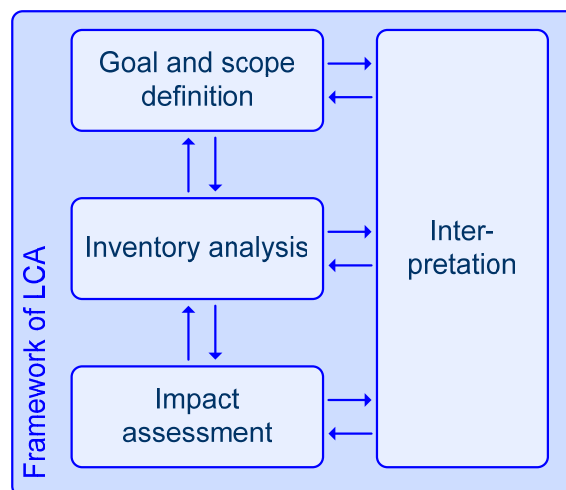 Goal and scope
definition
Inventory analysis
Impact
assessment
Inter-
pretation
Framework of LCA